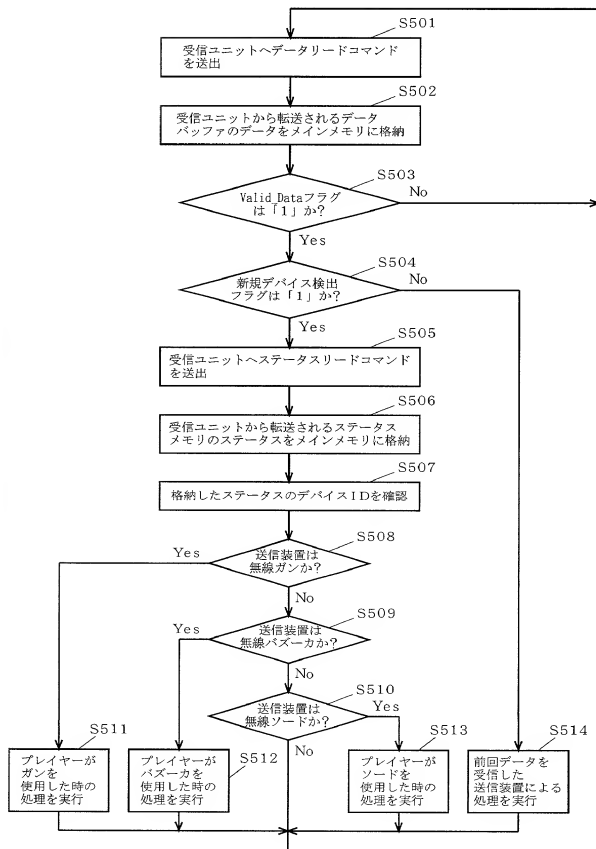 S501
受信ユニットへデータリードコマンド
を送出
S502
受信ユニットから転送されるデータ
バッファのデータをメインメモリに格納
S503
Valid_Dataフラグ
は「1」か?
No
Yes
S504
新規デバイス検出
フラグは「1」か?
No
Yes
S505
受信ユニットへステータスリードコマンド
を送出
S506
受信ユニットから転送されるステータス
メモリのステータスをメインメモリに格納
S507
格納したステータスのデバイスIDを確認
S508
送信装置は
無線ガンか?
Yes
No
S509
送信装置は
無線バズーカか?
Yes
No
S510
送信装置は
無線ソードか?
Yes
No
S511
プレイヤーが
ガンを
使用した時の
処理を実行
S512
プレイヤーが
バズーカを
使用した時の
処理を実行
S513
プレイヤーが
ソードを
使用した時の
処理を実行
S514
前回データを
受信した
送信装置による
処理を実行